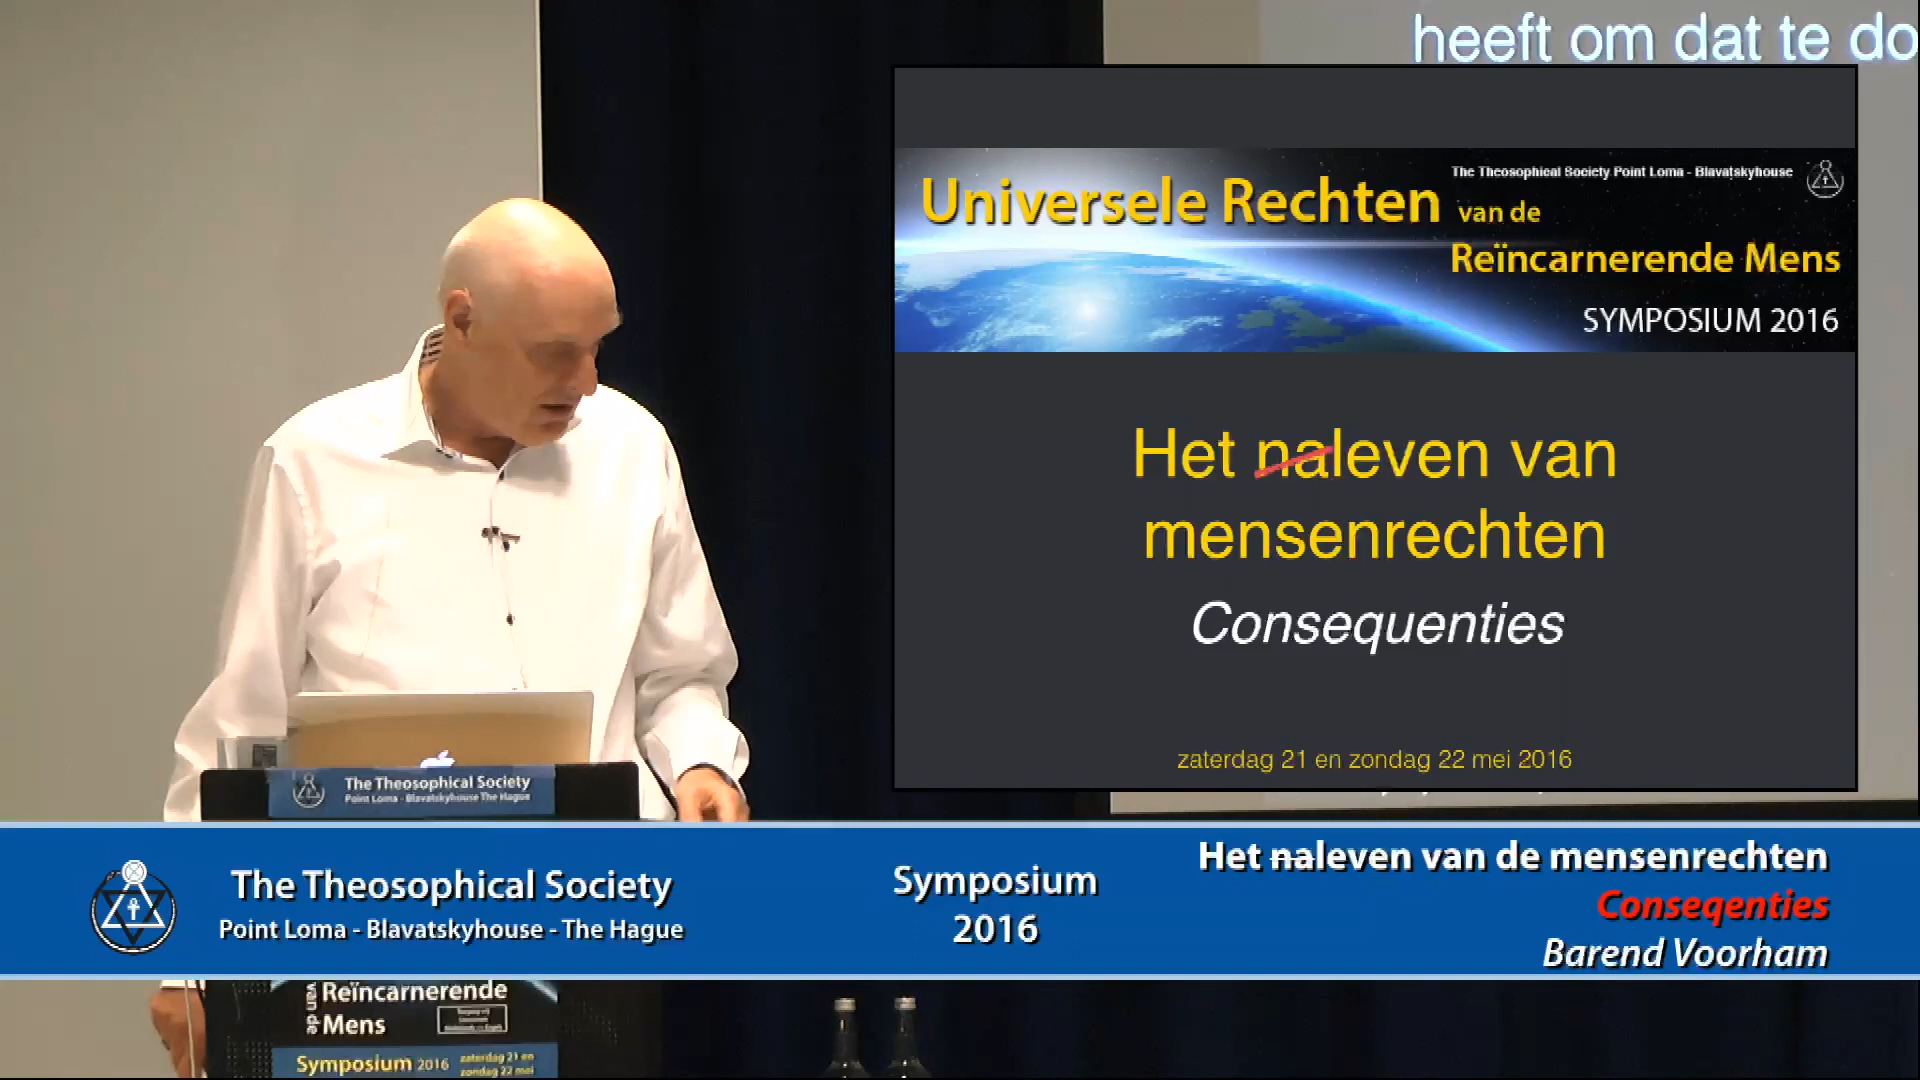 heeft om dat te do
The Theosophical Society Point Loma - Blavatskyhouse
Universele Rechten van de
Reïncarnerende Mens
SYMPOSIUM 2016
Het naleven van
mensenrechten
Consequenties
zaterdag 21 en zondag 22 mei 2016
The Theosophical Society
Point Loma - Blavatskyhouse The Hague
The Theosophical Society
Point Loma - Blavatskyhouse - The Hague
Symposium
2016
Het naleven van de mensenrechten
Conseqenties
Barend Voorham
van de
Reïncarnerende
Mens
Symposium 2016
zaterdag 21 en
zondag 22 mei